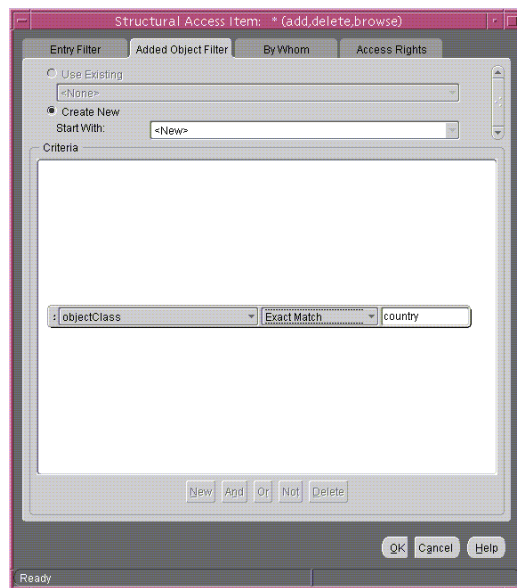 Structural Access Item: * (add,delete,browse)
Entry Filter Added Object Filter By Whom Access Rights
Use Existing
<None>
Create New
Start With: <New>
Criteria
: objectClass Exact Match country
New And Or Not Delete
OK Cancel Help
Ready